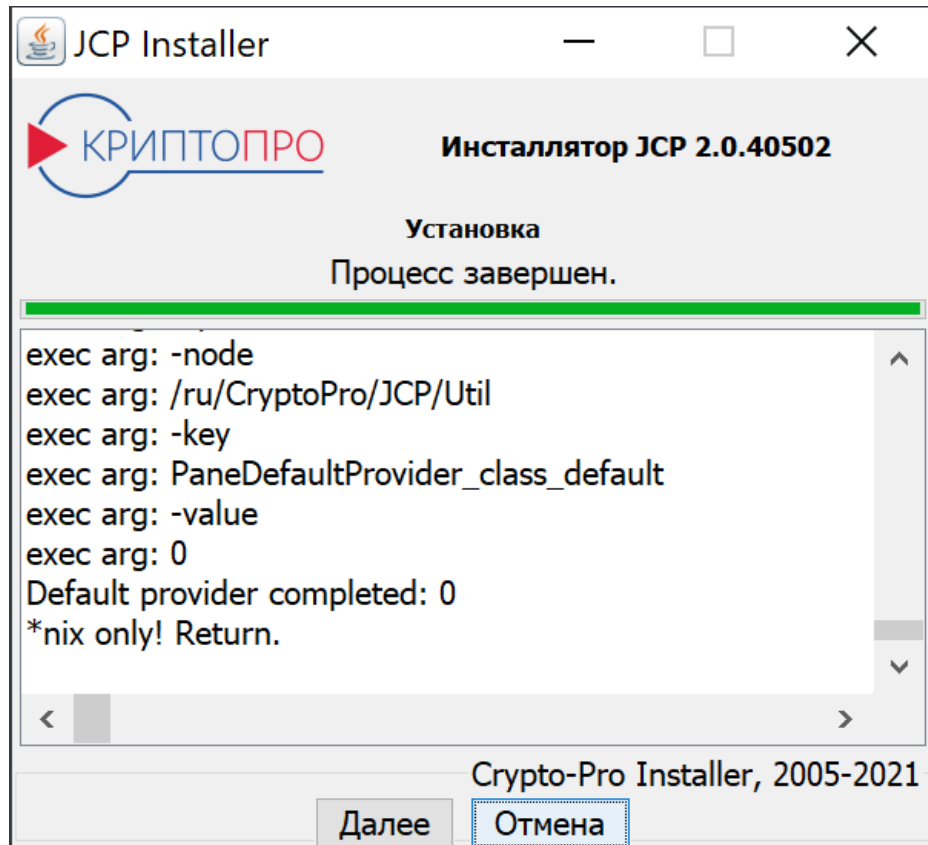 JCP Installer
КРИПТОПРО
Инсталлятор JCP 2.0.40502
Установка
Процесс завершен.
exec arg: -node
exec arg: /ru/CryptoPro/JCP/Util
exec arg: -key
exec arg: PaneDefaultProvider_class_default
exec arg: -value
exec arg: 0
Default provider completed: 0
*nix only! Return.
Crypto-Pro Installer, 2005-2021
Далее
Отмена